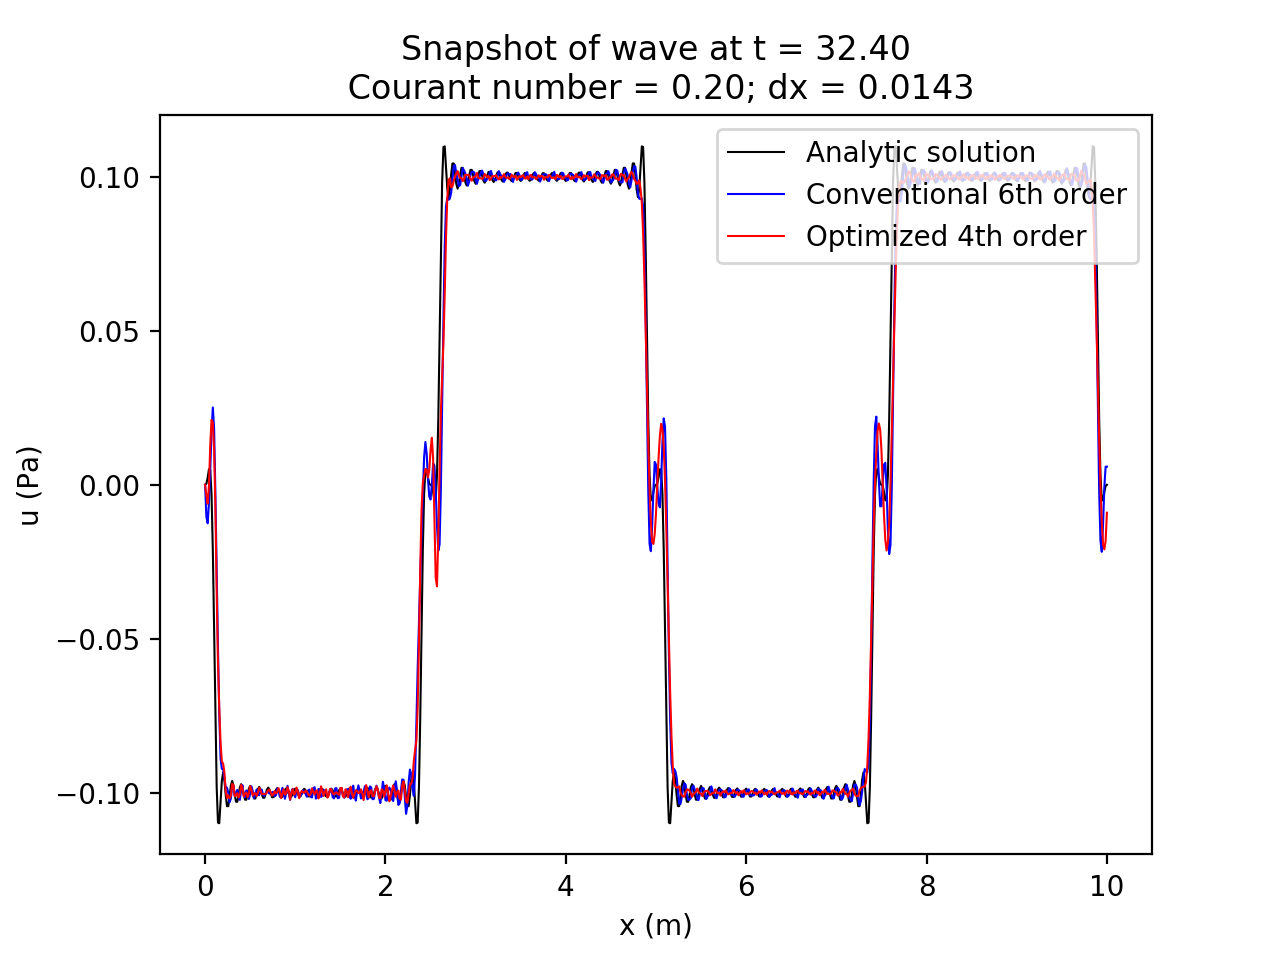 Snapshot of wave at t = 32.40
Courant number = 0.20; dx = 0.0143
Analytic solution
Conventional 6th order
Optimized 4th order
0.10
0.05
0.00
−0.05
−0.10
u (Pa)
0 2 4 6 8 10
x (m)